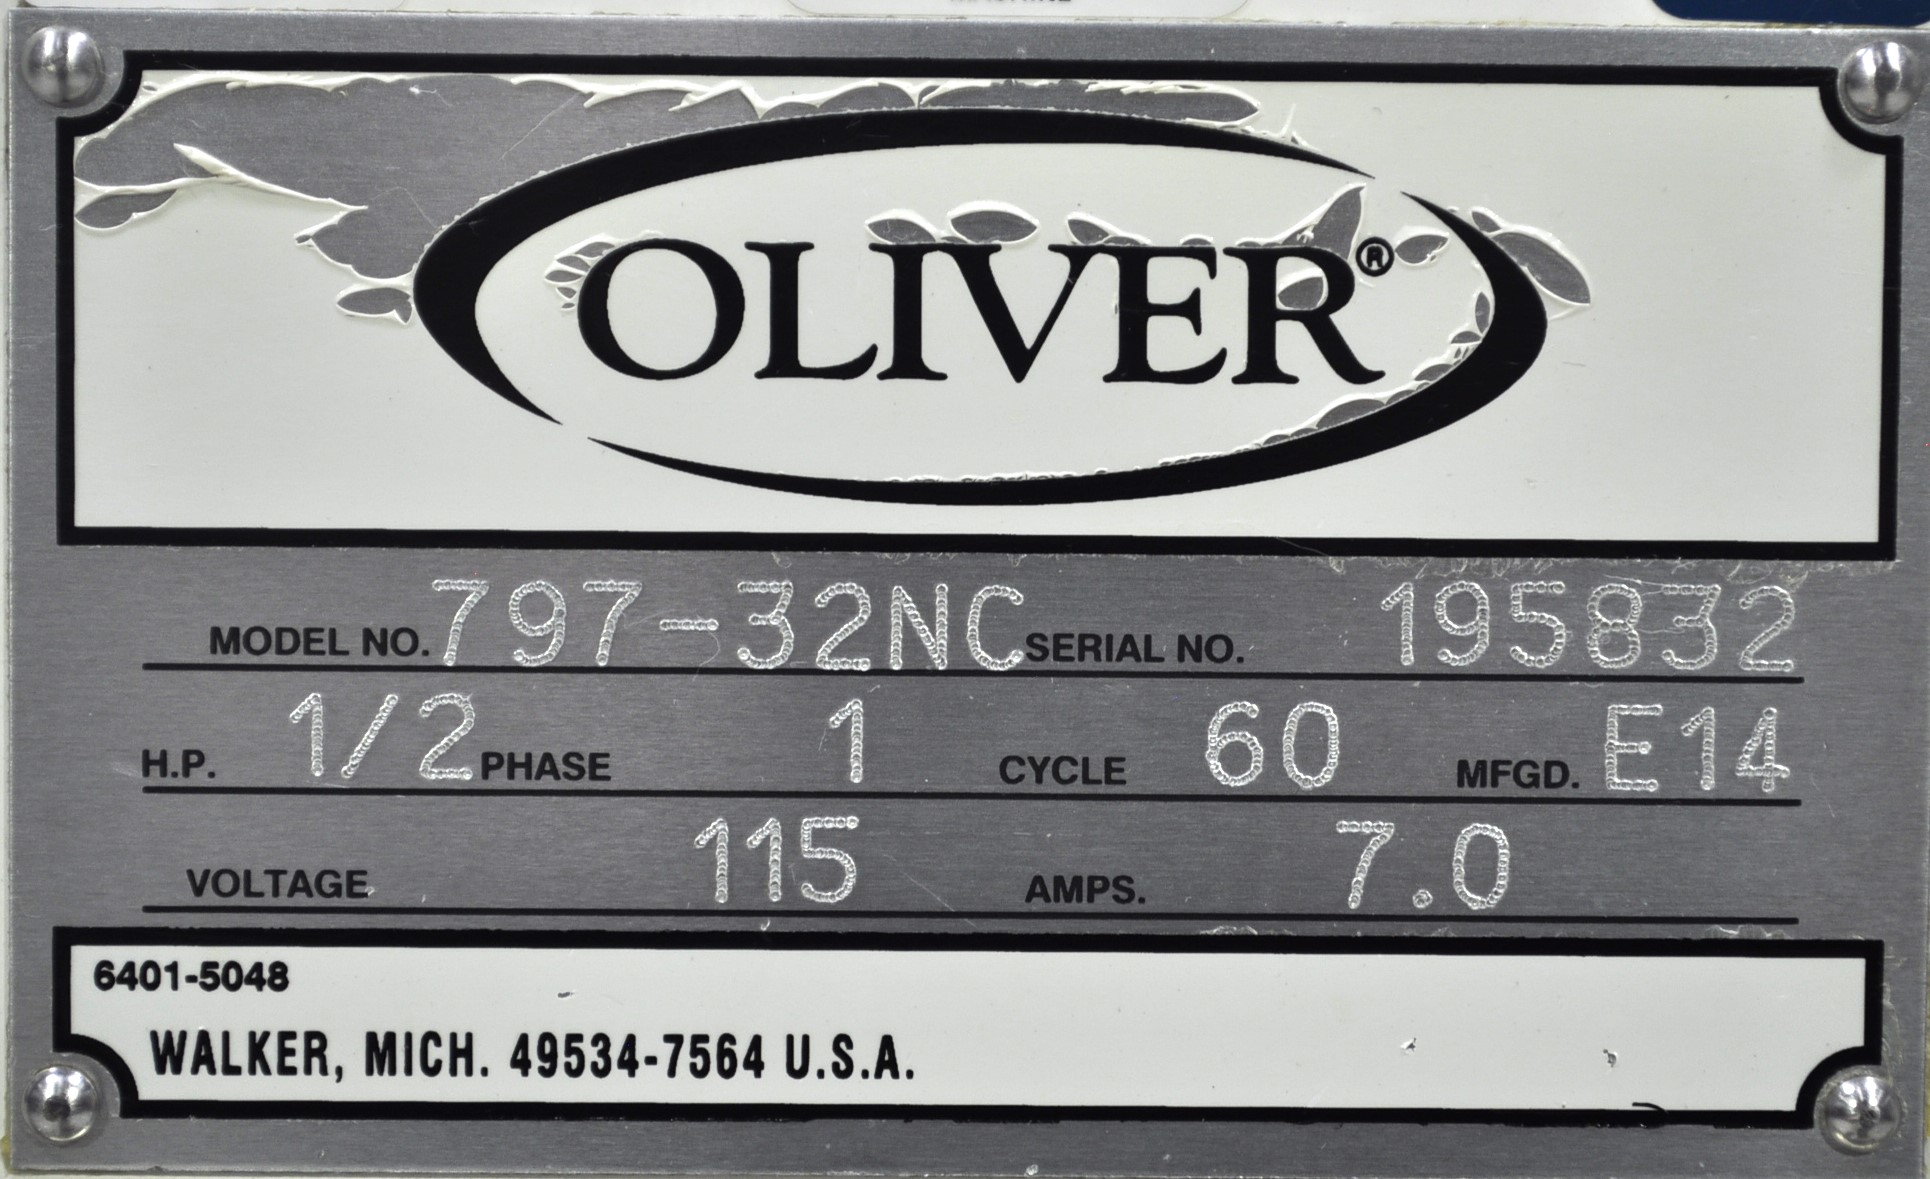 OLIVER®
MODEL NO. 797-32NC SERIAL NO. 195832
H.P. 1/2 PHASE 1 CYCLE 60 MFGD. E14
VOLTAGE 115 AMPS. 7.0
6401-5048
WALKER, MICH. 49534-7564 U.S.A.